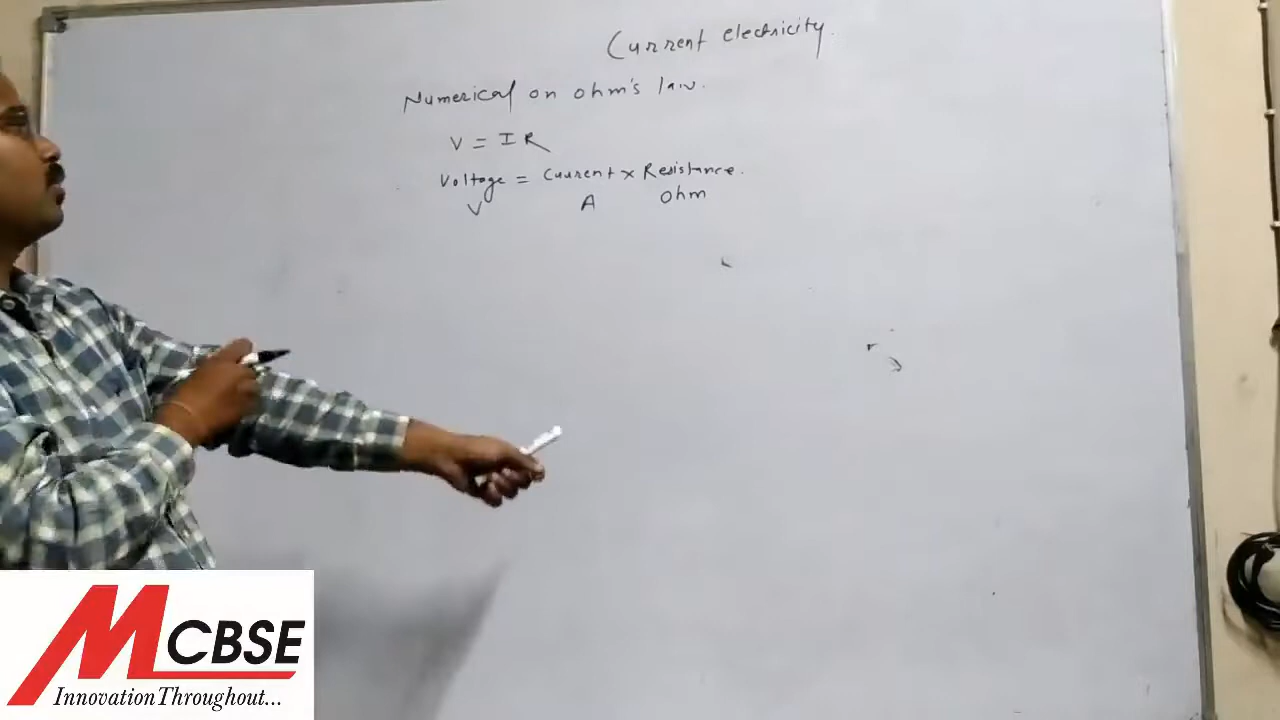 Current electricity.
Numerical on ohm's law.
V = IR
Voltage = Current x Resistance.
V A Ohm
MCBSE
Innovation Throughout...